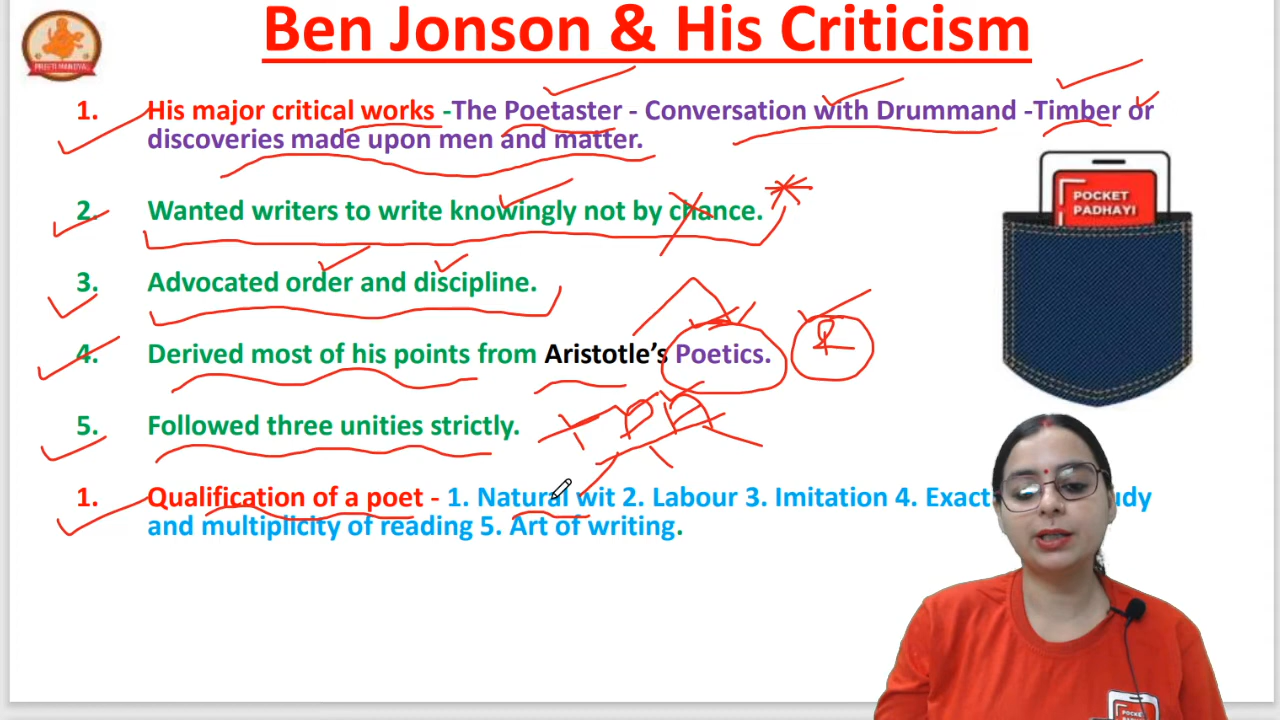 Ben Jonson & His Criticism
PREETI MANDYAL
1. His major critical works -The Poetaster - Conversation with Drummand -Timber or
discoveries made upon men and matter.
POCKET
PADHAYI
2. Wanted writers to write knowingly not by chance.
3. Advocated order and discipline.
4. Derived most of his points from Aristotle's Poetics.
R
5. Followed three unities strictly.
1. Qualification of a poet - 1. Natural wit 2. Labour 3. Imitation 4. Exact
and multiplicity of reading 5. Art of writing.
POCKET